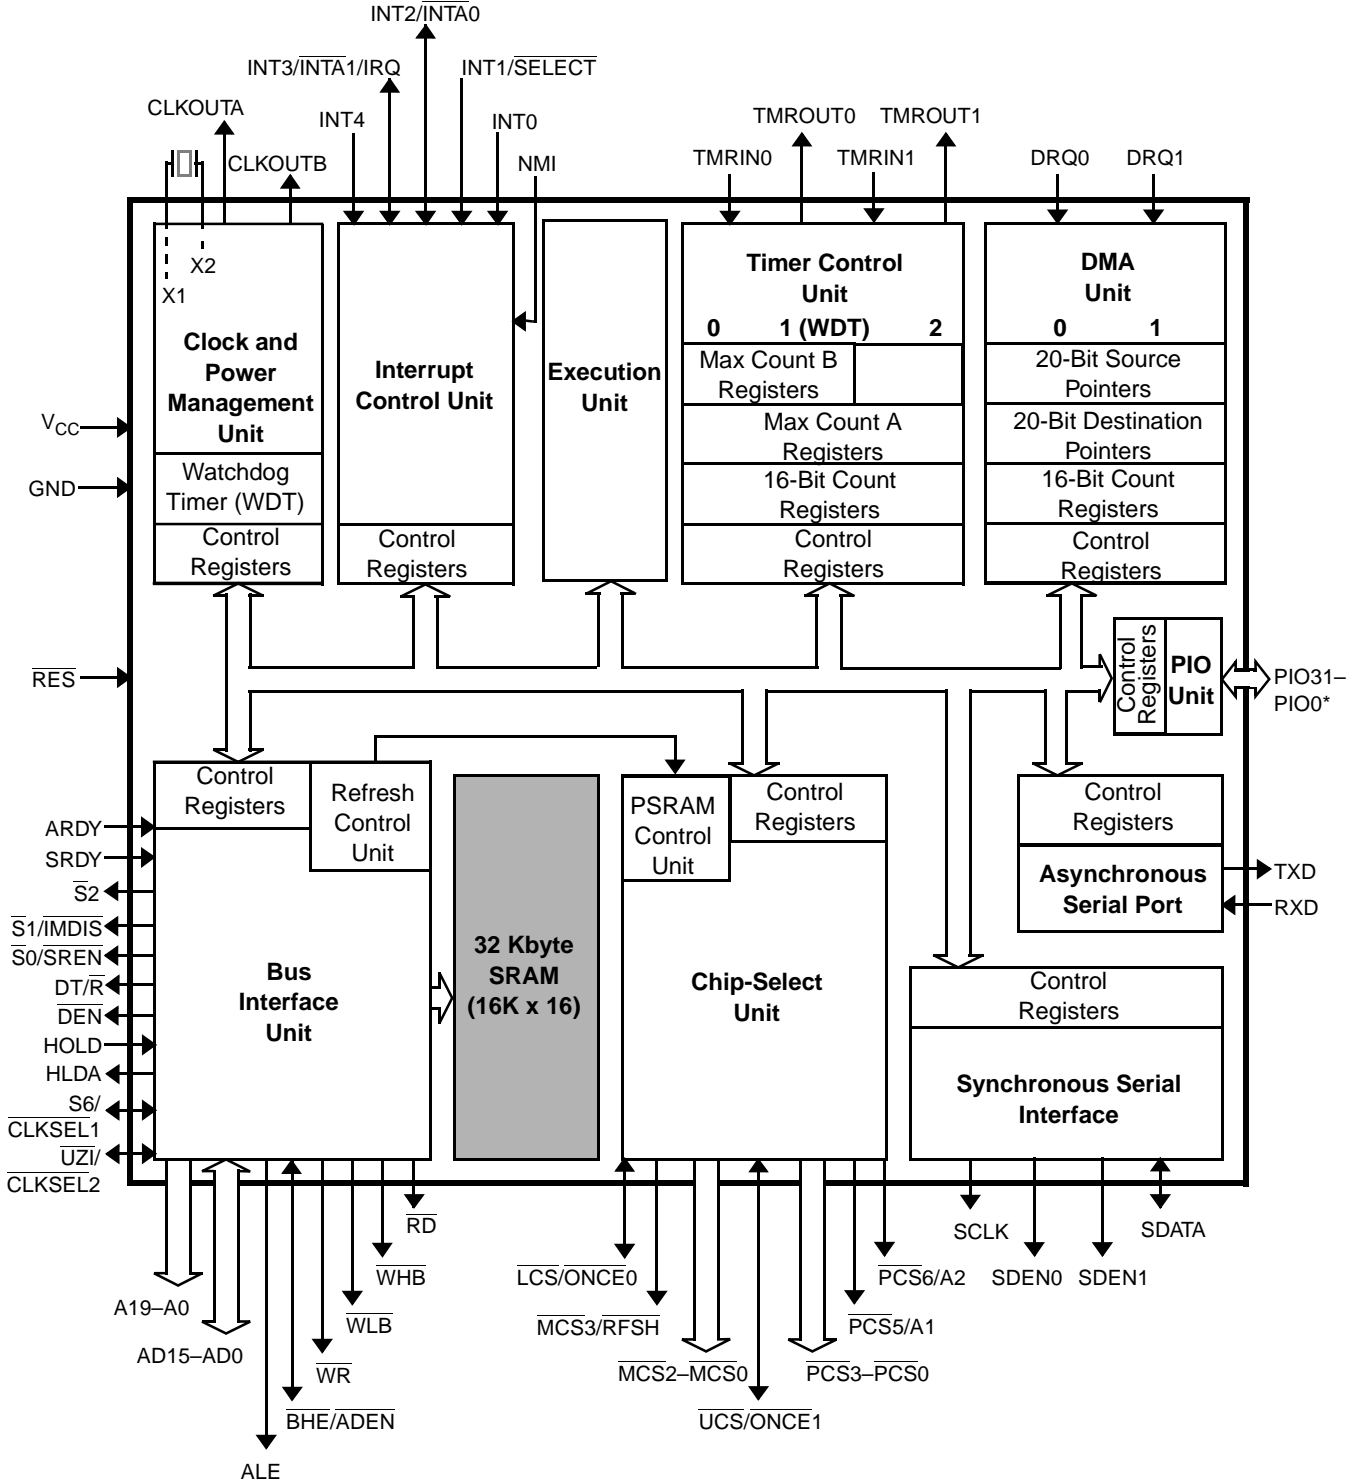 INT2/INTA0
INT3/INTA1/IRQ
INT1/SELECT
CLKOUTA
INT4
INT0
TMROUT0
TMROUT1
CLKOUTB
NMI
TMRIN0
TMRIN1
DRQ0
DRQ1
X2
X1
Clock and
Power
Management
Unit
Watchdog
Timer (WDT)
Control
Registers
Interrupt
Control Unit
Control
Registers
Execution
Unit
Timer Control
Unit
0 1 (WDT) 2
Max Count B
Registers
Max Count A
Registers
16-Bit Count
Registers
Control
Registers
DMA
Unit
0 1
20-Bit Source
Pointers
20-Bit Destination
Pointers
16-Bit Count
Registers
Control
Registers
VCC
GND
RES
Control
Registers
PIO
Unit
PIO31–
PIO0*
Control
Registers
Refresh
Control
Unit
Bus
Interface
Unit
32 Kbyte
SRAM
(16K x 16)
PSRAM
Control
Unit
Control
Registers
Chip-Select
Unit
Control
Registers
Asynchronous
Serial Port
TXD
RXD
Control
Registers
Synchronous Serial
Interface
ARDY
SRDY
S2
S1/IMDIS
S0/SREN
DT/R
DEN
HOLD
HLDA
S6/
CLKSEL1
UZI/
CLKSEL2
RD
WHB
A19–A0
WLB
AD15–AD0
WR
BHE/ADEN
ALE
LCS/ONCE0
MCS3/RFSH
MCS2–MCS0
UCS/ONCE1
PCS6/A2
PCS5/A1
PCS3–PCS0
SCLK
SDATA
SDEN0
SDEN1